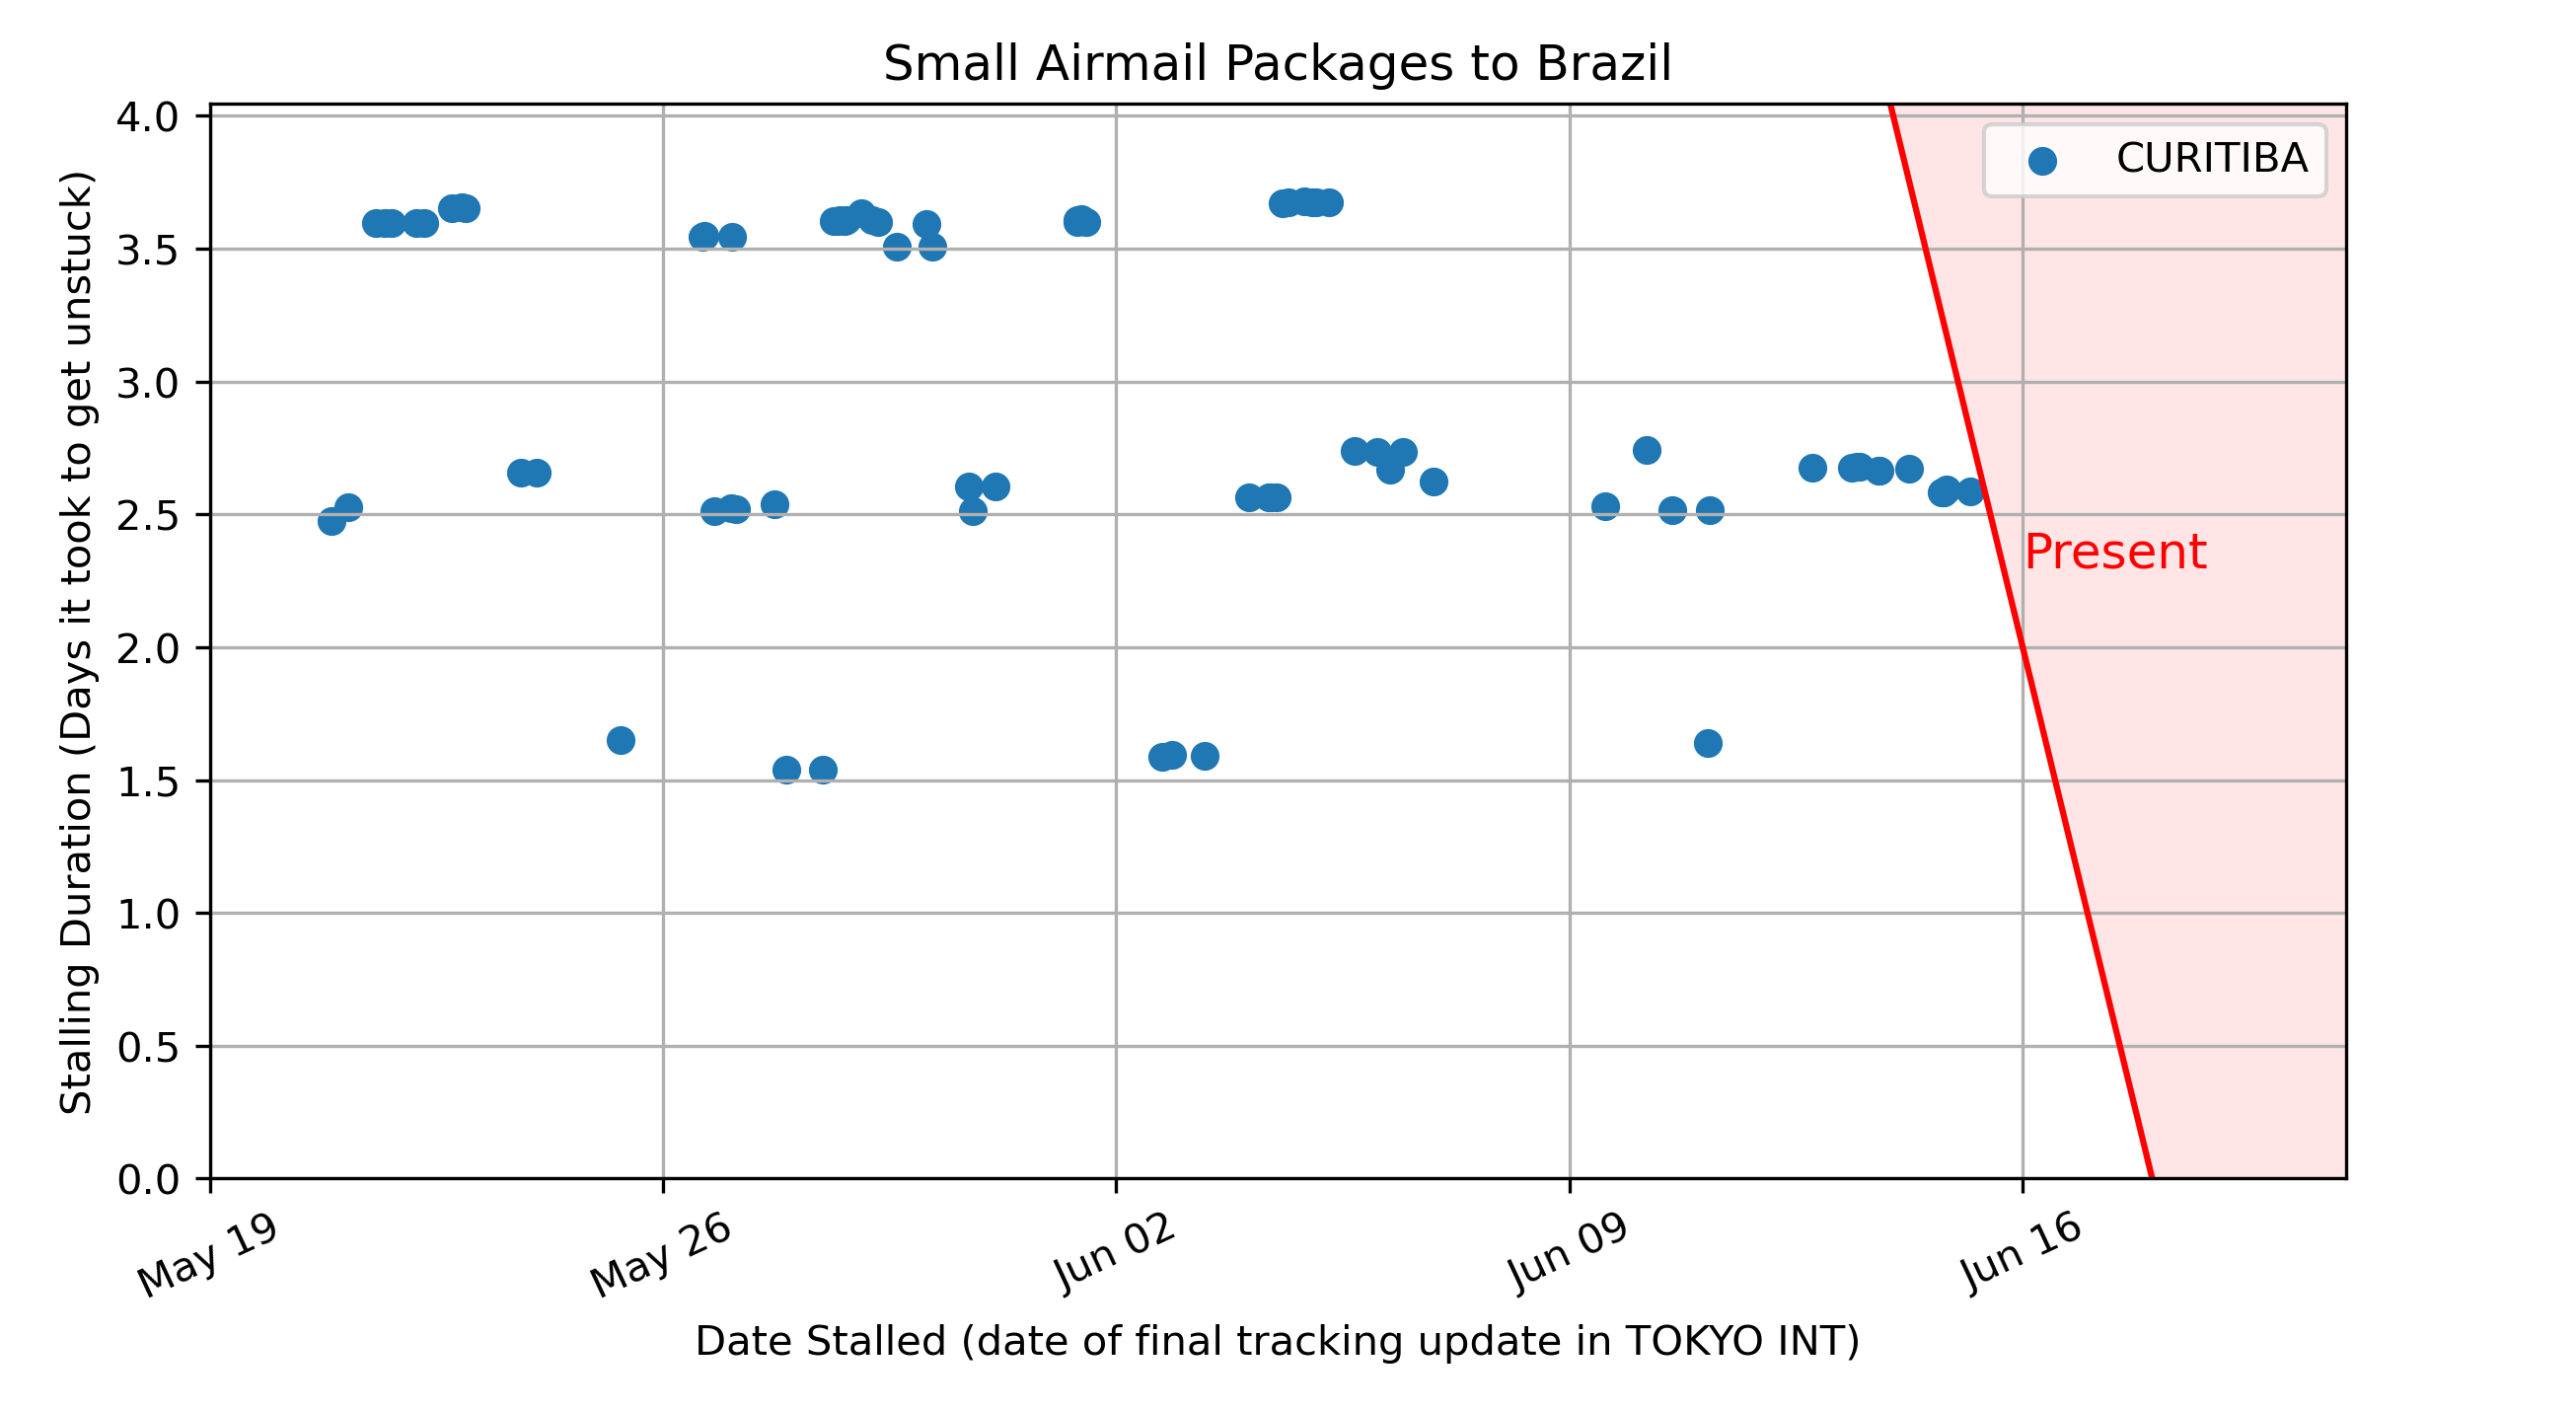 Small Airmail Packages to Brazil
Stalling Duration (Days it took to get unstuck)
4.0
3.5
3.0
2.5
2.0
1.5
1.0
0.5
0.0
CURITIBA
Present
May 19
May 26
Jun 02
Jun 09
Jun 16
Date Stalled (date of final tracking update in TOKYO INT)